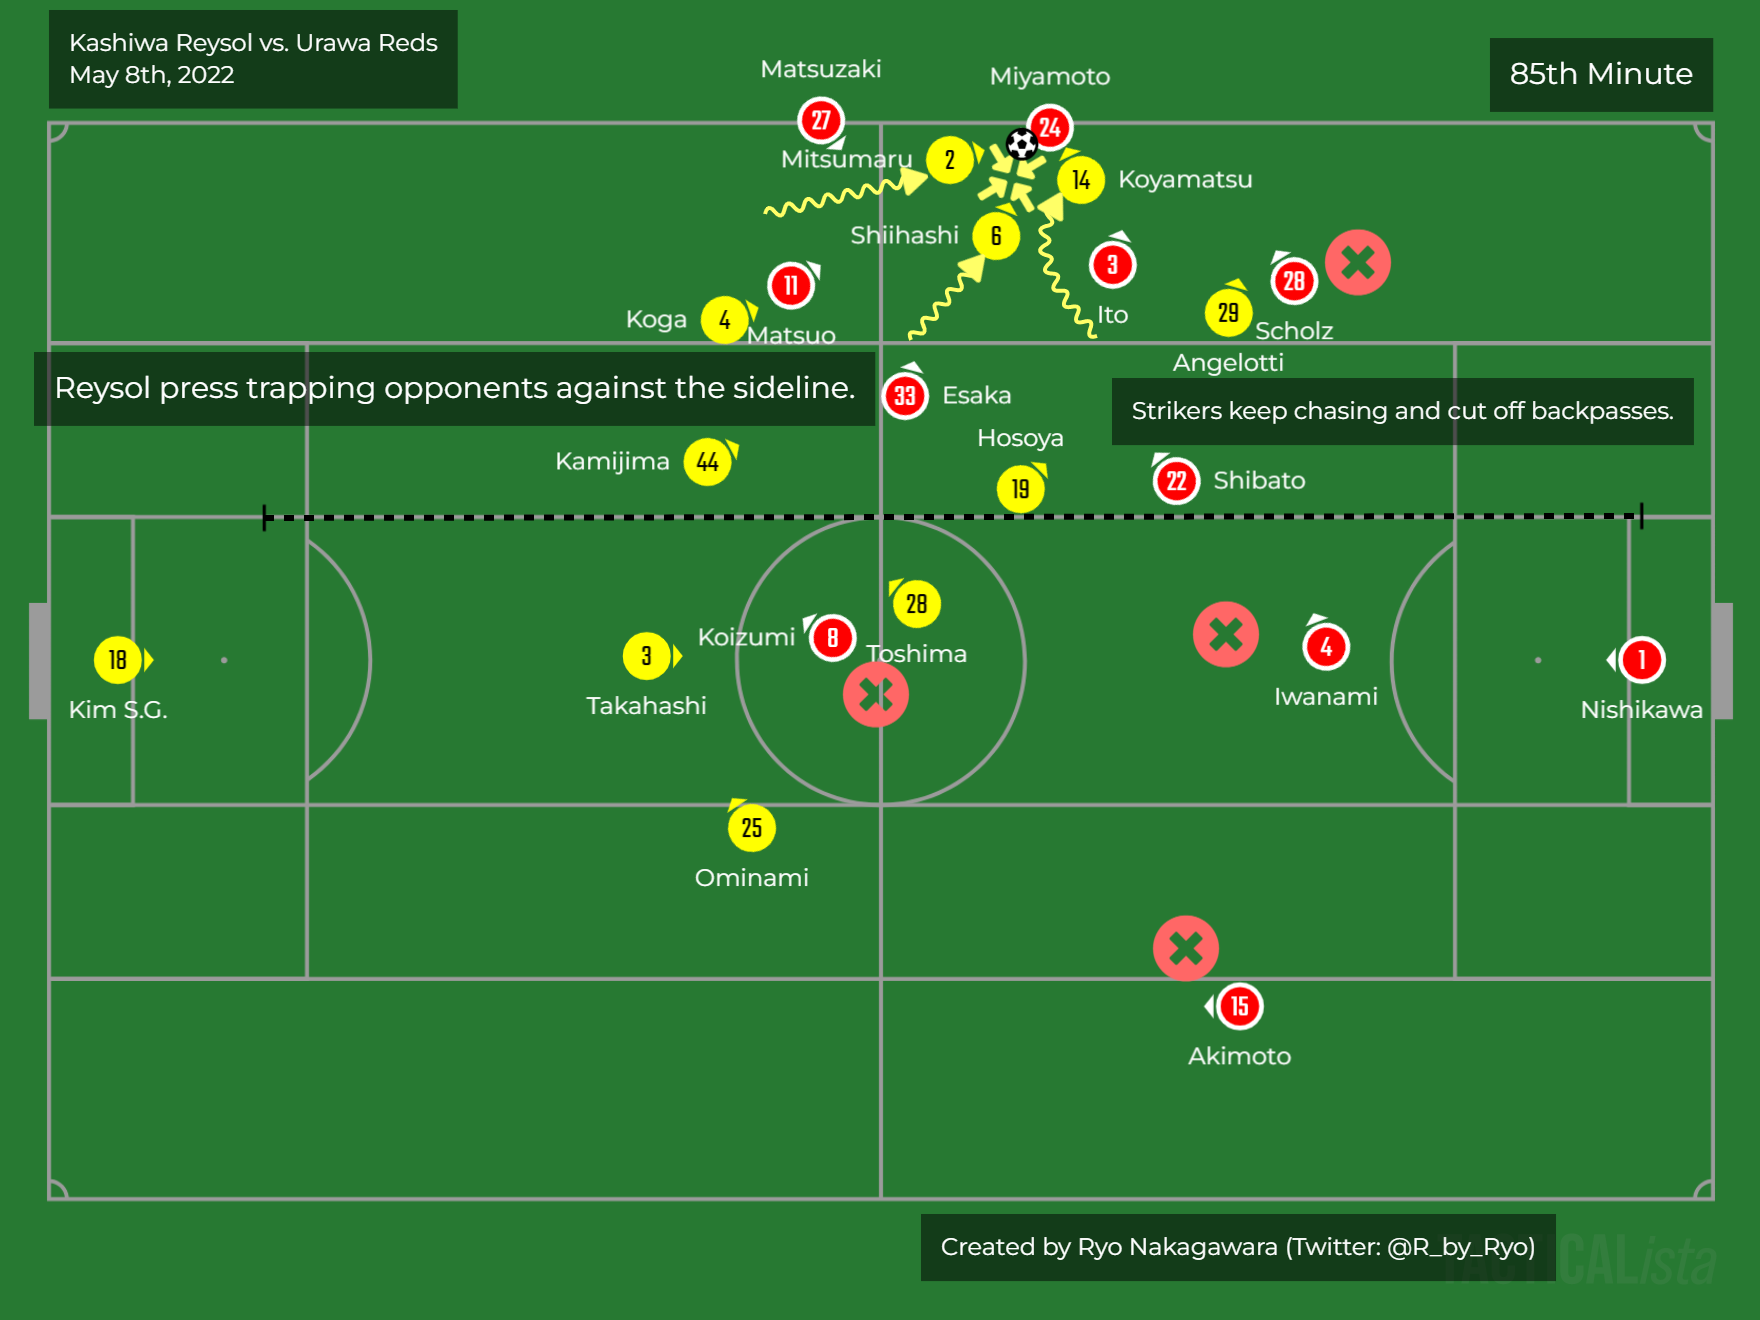 Kashiwa Reysol vs. Urawa Reds
May 8th, 2022
85th Minute
Matsuzaki
27
Miyamoto
24
Mitsumaru
2
14
Koyamatsu
Shiihashi
6
3
Ito
28
Scholz
11
Matsuo
Koga
4
29
Angelotti
Reysol press trapping opponents against the sideline.
33
Esaka
Strikers keep chasing and cut off backpasses.
Kamijima
44
Hosoya
19
22
Shibato
28
Toshima
Koizumi
8
18
Kim S.G.
3
Takahashi
4
Iwanami
1
Nishikawa
25
Ominami
15
Akimoto
Created by Ryo Nakagawara (Twitter: @R_by_Ryo)
TACTICALista